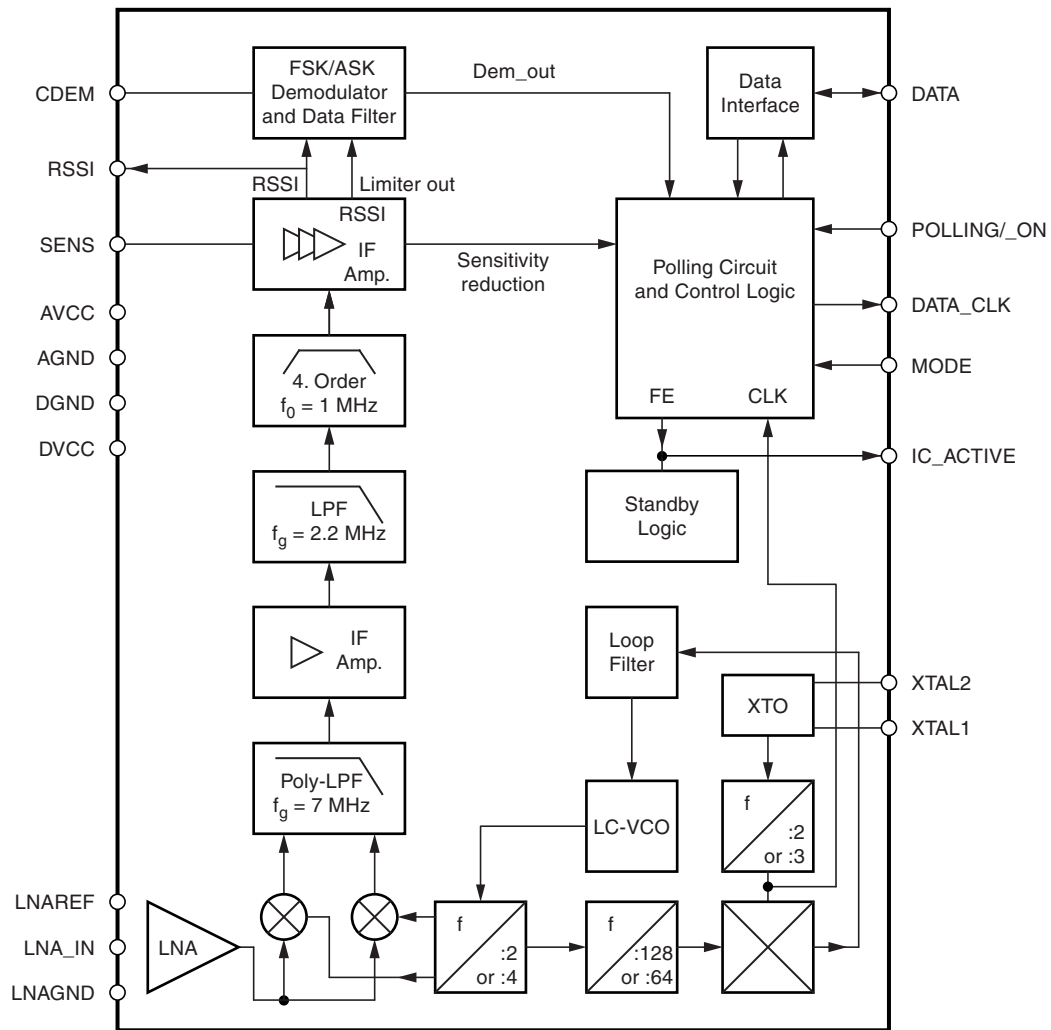 CDEM
RSSI
SENS
AVCC
AGND
DGND
DVCC
LNAREF
LNA_IN
LNAGND
FSK/ASK
Demodulator
and Data Filter
Dem_out
RSSI
Limiter out
RSSI
IF
Amp.
Sensitivity
reduction
4. Order
f0 = 1 MHz
LPF
fg = 2.2 MHz
IF
Amp.
Poly-LPF
fg = 7 MHz
LNA
Data
Interface
Polling Circuit
and Control Logic
FE
CLK
Standby
Logic
Loop
Filter
XTO
LC-VCO
f
:2
or :3
f
:2
or :4
f
:128
or :64
DATA
POLLING/_ON
DATA_CLK
MODE
IC_ACTIVE
XTAL2
XTAL1